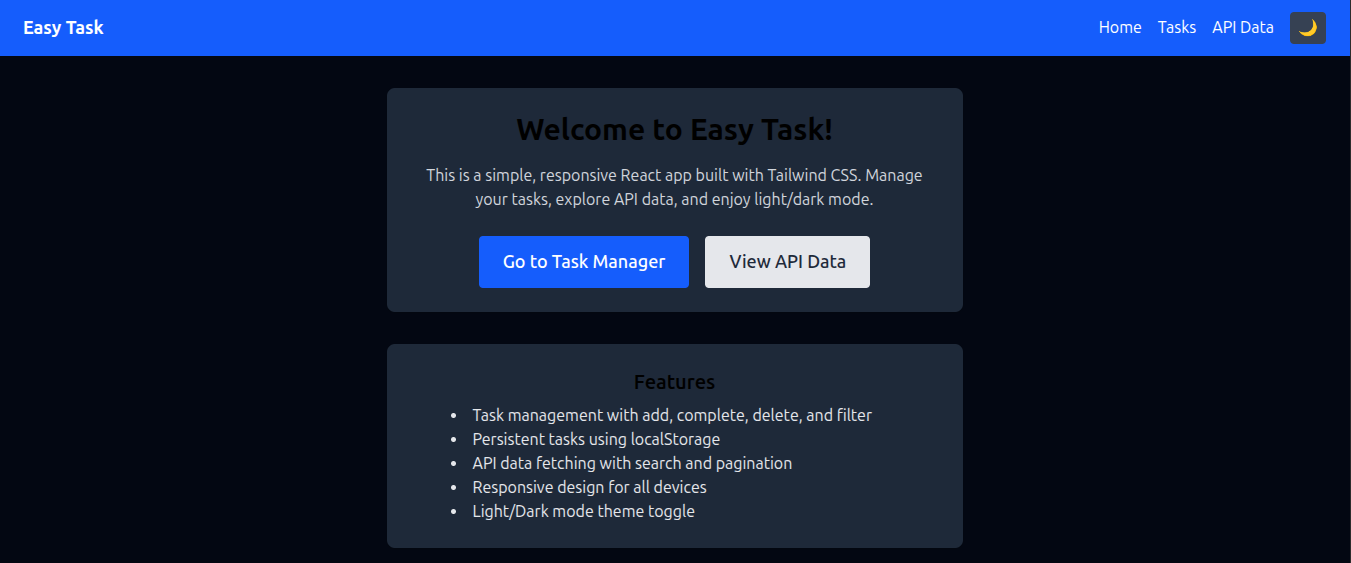 Easy Task
Home Tasks API Data
Welcome to Easy Task!
This is a simple, responsive React app built with Tailwind CSS. Manage
your tasks, explore API data, and enjoy light/dark mode.
Go to Task Manager
View API Data
Features
• Task management with add, complete, delete, and filter
• Persistent tasks using localStorage
• API data fetching with search and pagination
• Responsive design for all devices
• Light/Dark mode theme toggle